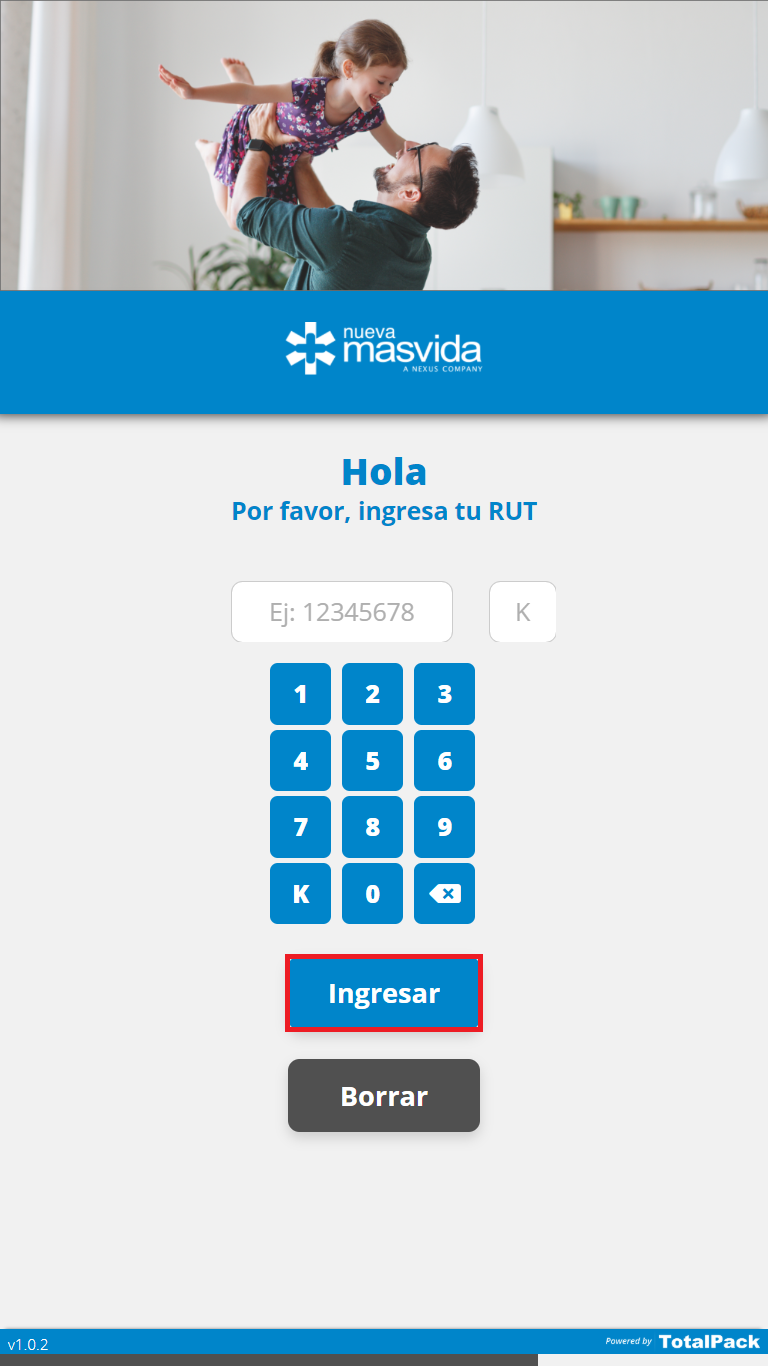 nueva
masvida
A NEXUS COMPANY
Hola
Por favor, ingresa tu RUT
Ej: 12345678 K
1 2 3
4 5 6
7 8 9
K 0
Ingresar
Borrar
v1.0.2 Powered by TotalPack